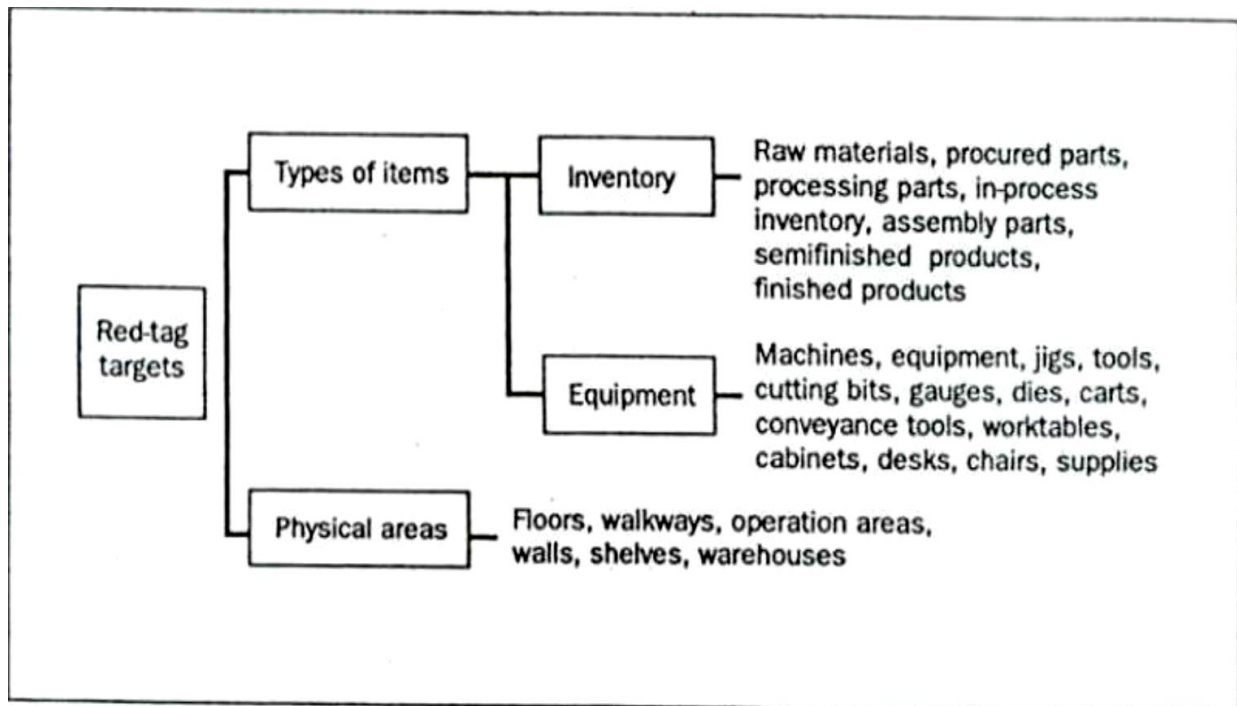 Red-tag
targets
Types of items
Inventory
Raw materials, procured parts,
processing parts, in-process
inventory, assembly parts,
semifinished products,
finished products
Equipment
Machines, equipment, jigs, tools,
cutting bits, gauges, dies, carts,
conveyance tools, worktables,
cabinets, desks, chairs, supplies
Physical areas
Floors, walkways, operation areas,
walls, shelves, warehouses